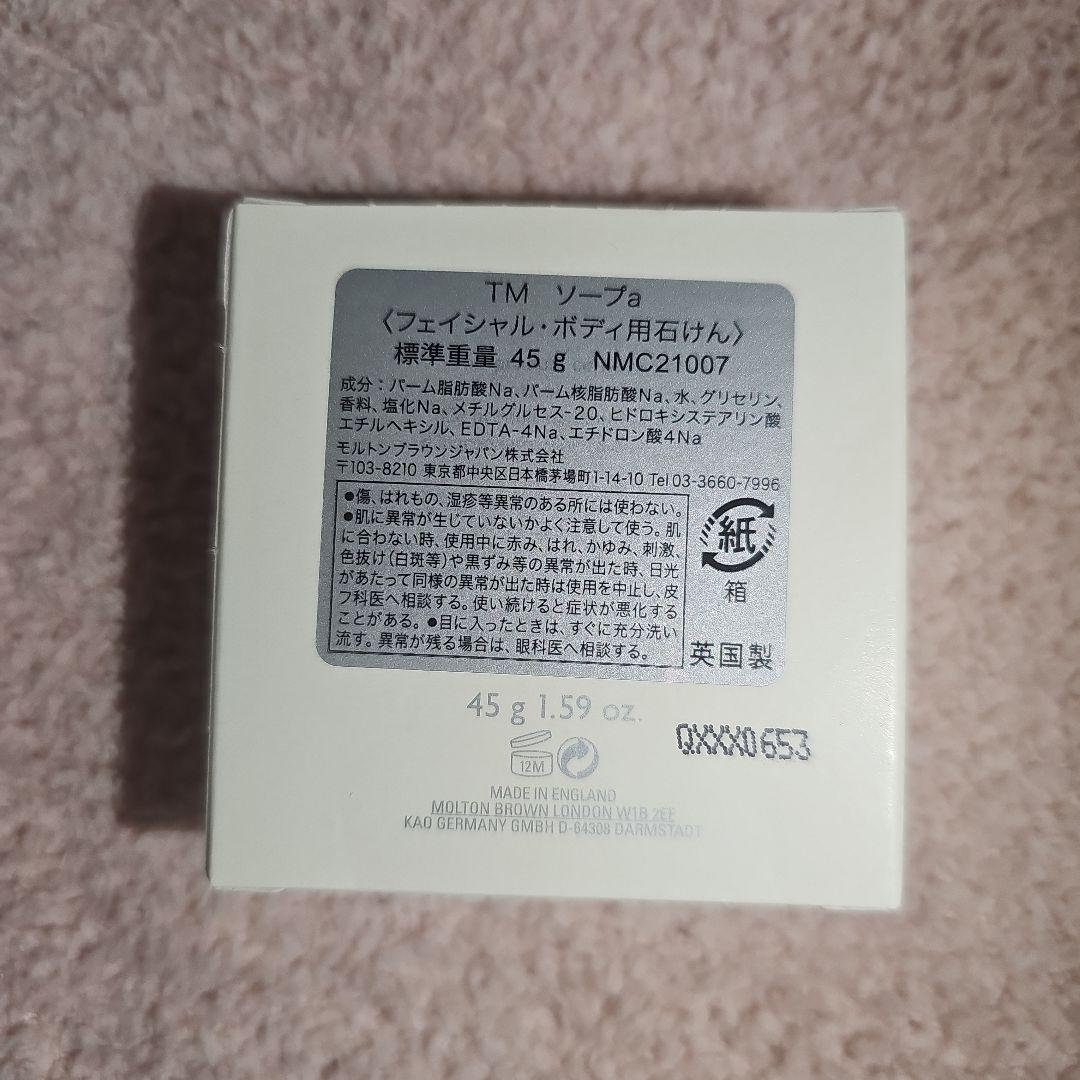 TM ソープa
〈フェイシャル・ボディ用石けん〉
標準重量 45 g NMC21007
成分：パーム脂肪酸Na、パーム核脂肪酸Na、水、グリセリン、
香料、塩化Na、メチルグルセス-20、ヒドロキシステアリン酸
エチルヘキシル、EDTA-4Na、エチドロン酸4Na
モルトンブラウンジャパン株式会社
〒103-8210 東京都中央区日本橋茅場町1-14-10 Tel 03-3660-7996
●傷、はれもの、湿疹等異常のある所には使わない。
●肌に異常が生じていないかよく注意して使う。肌
に合わない時、使用中に赤み、はれ、かゆみ、刺激、
色抜け(白斑等)や黒ずみ等の異常が出た時、日光
があたって同様の異常が出た時は使用を中止し、皮
フ科医へ相談する。使い続けると症状が悪化する
ことがある。●目に入ったときは、すぐに充分洗い
流す。異常が残る場合は、眼科医へ相談する。
紙
箱
英国製
45 g 1.59 oz.
QXXX0653
12M
MADE IN ENGLAND
MOLTON BROWN LONDON W1B 2EE
KAO GERMANY GMBH D-64308 DARMSTADT